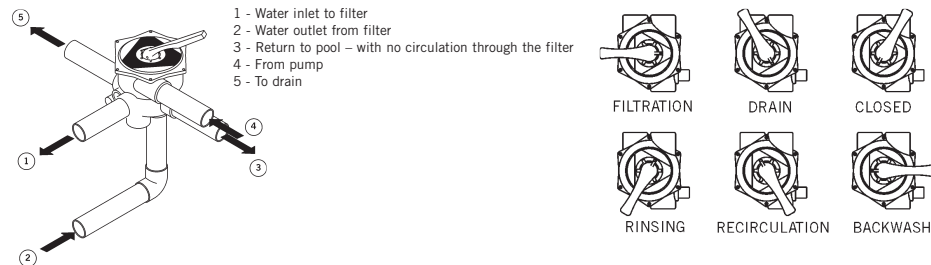 1 - Water inlet to filter
2 - Water outlet from filter
3 - Return to pool – with no circulation through the filter
4 - From pump
5 - To drain
5
4
3
1
2
FILTRATION DRAIN CLOSED
RINSING RECIRCULATION BACKWASH